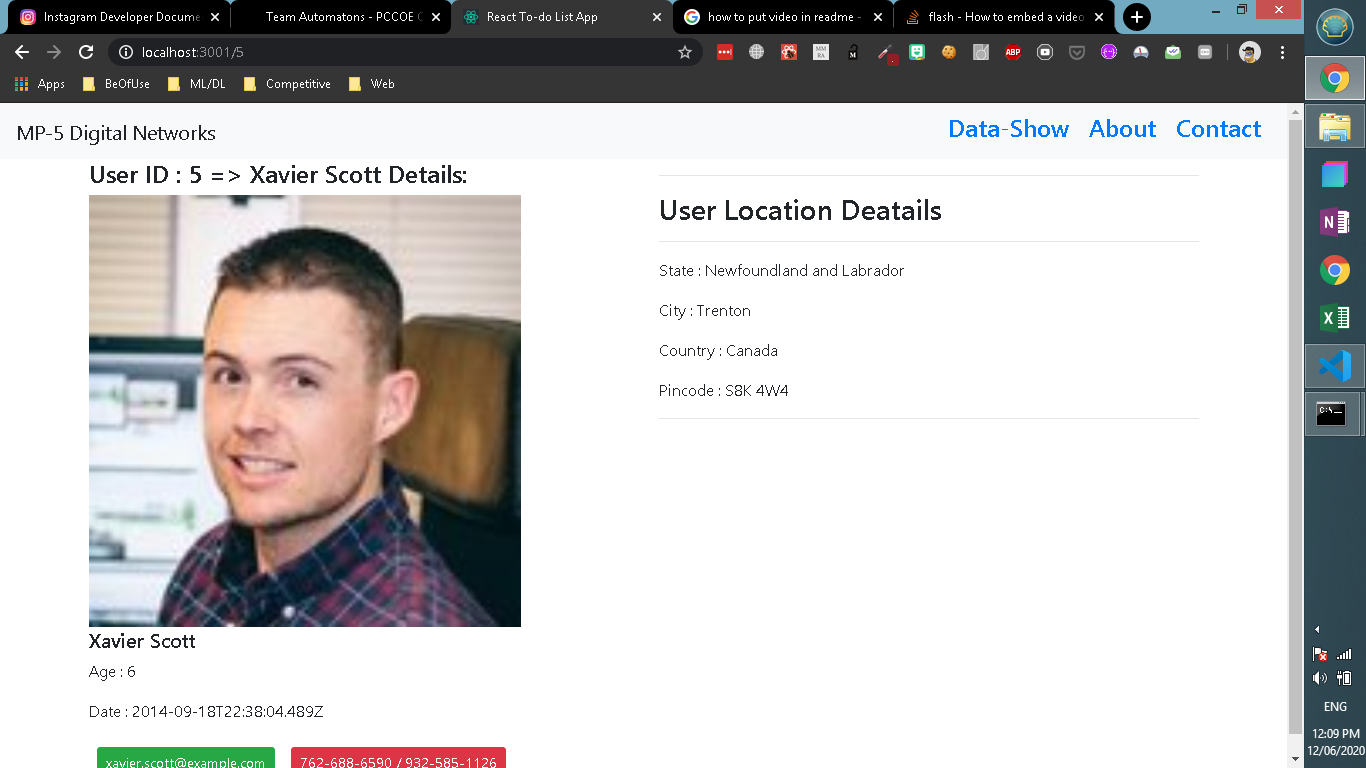 Instagram Developer Docume
Team Automatons - PCCOE C
React To-do List App
how to put video in readme -
flash - How to embed a video
localhost:3001/5
MM
RA
ABP
Apps
BeOfUse
ML/DL
Competitive
Web
MP-5 Digital Networks
Data-Show
About
Contact
User ID : 5 => Xavier Scott Details:
Xavier Scott
Age : 6
Date : 2014-09-18T22:38:04.489Z
xavier.scott@example.com
762-688-6590 / 932-585-1126
User Location Deatails
State : Newfoundland and Labrador
City : Trenton
Country : Canada
Pincode : S8K 4W4
N
X
C:\
ENG
12:09 PM
12/06/2020